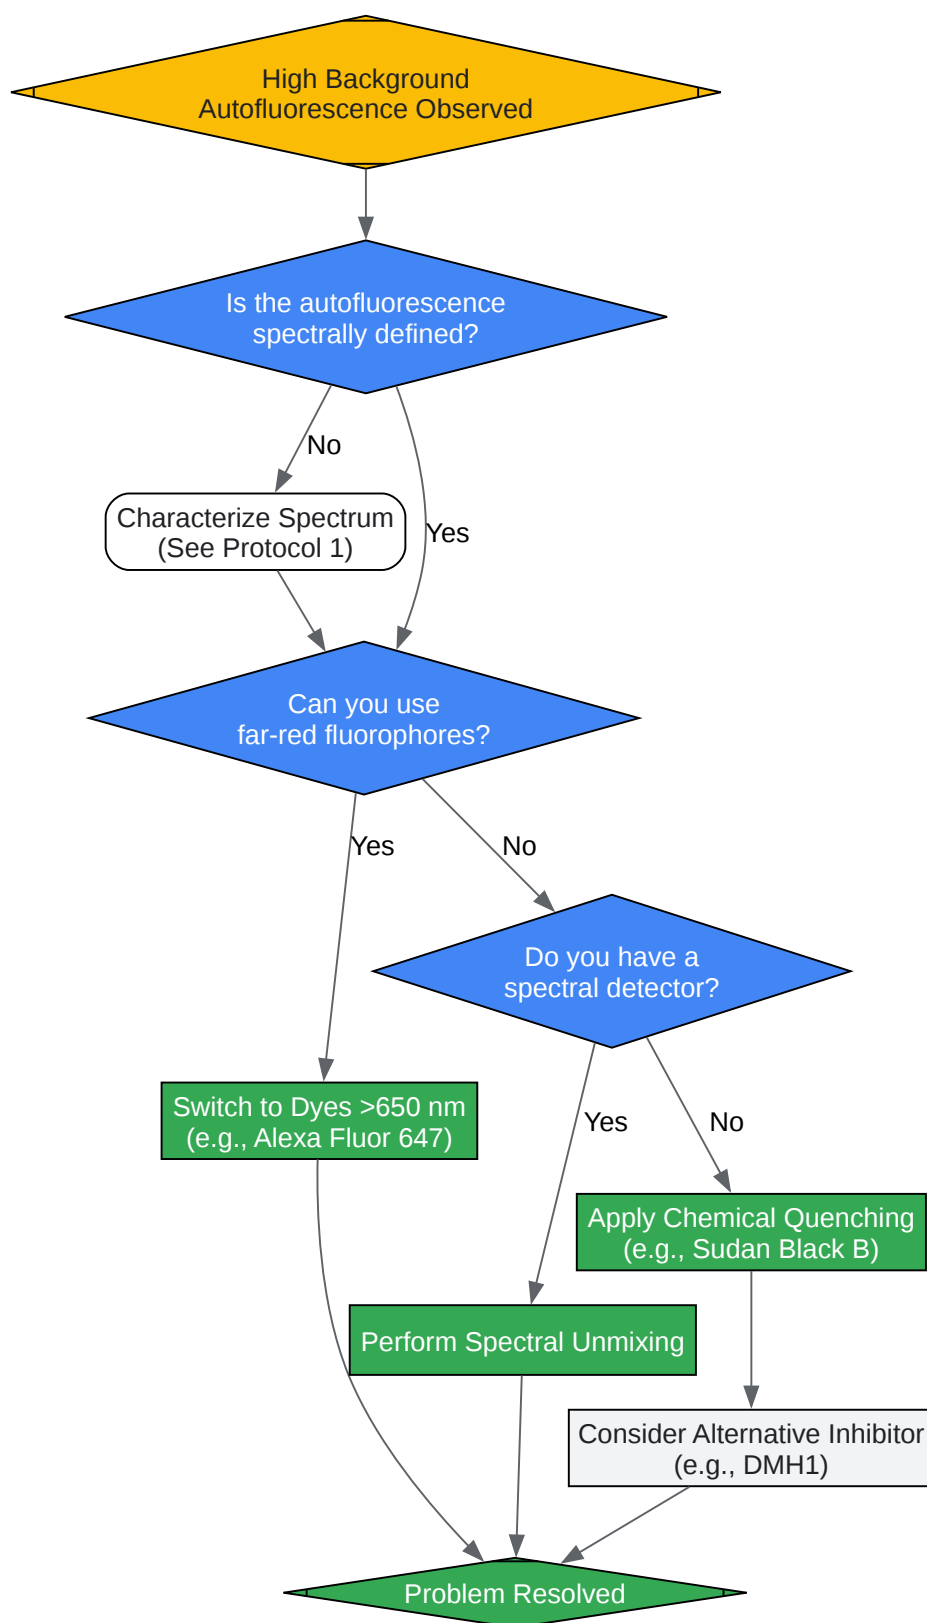 High Background
Autofluorescence Observed
Is the autofluorescence
spectrally defined?
No
Yes
Characterize Spectrum
(See Protocol 1)
Can you use
far-red fluorophores?
Yes
No
Do you have a
spectral detector?
Switch to Dyes >650 nm
(e.g., Alexa Fluor 647)
Yes
No
Apply Chemical Quenching
(e.g., Sudan Black B)
Perform Spectral Unmixing
Consider Alternative Inhibitor
(e.g., DMH1)
Problem Resolved